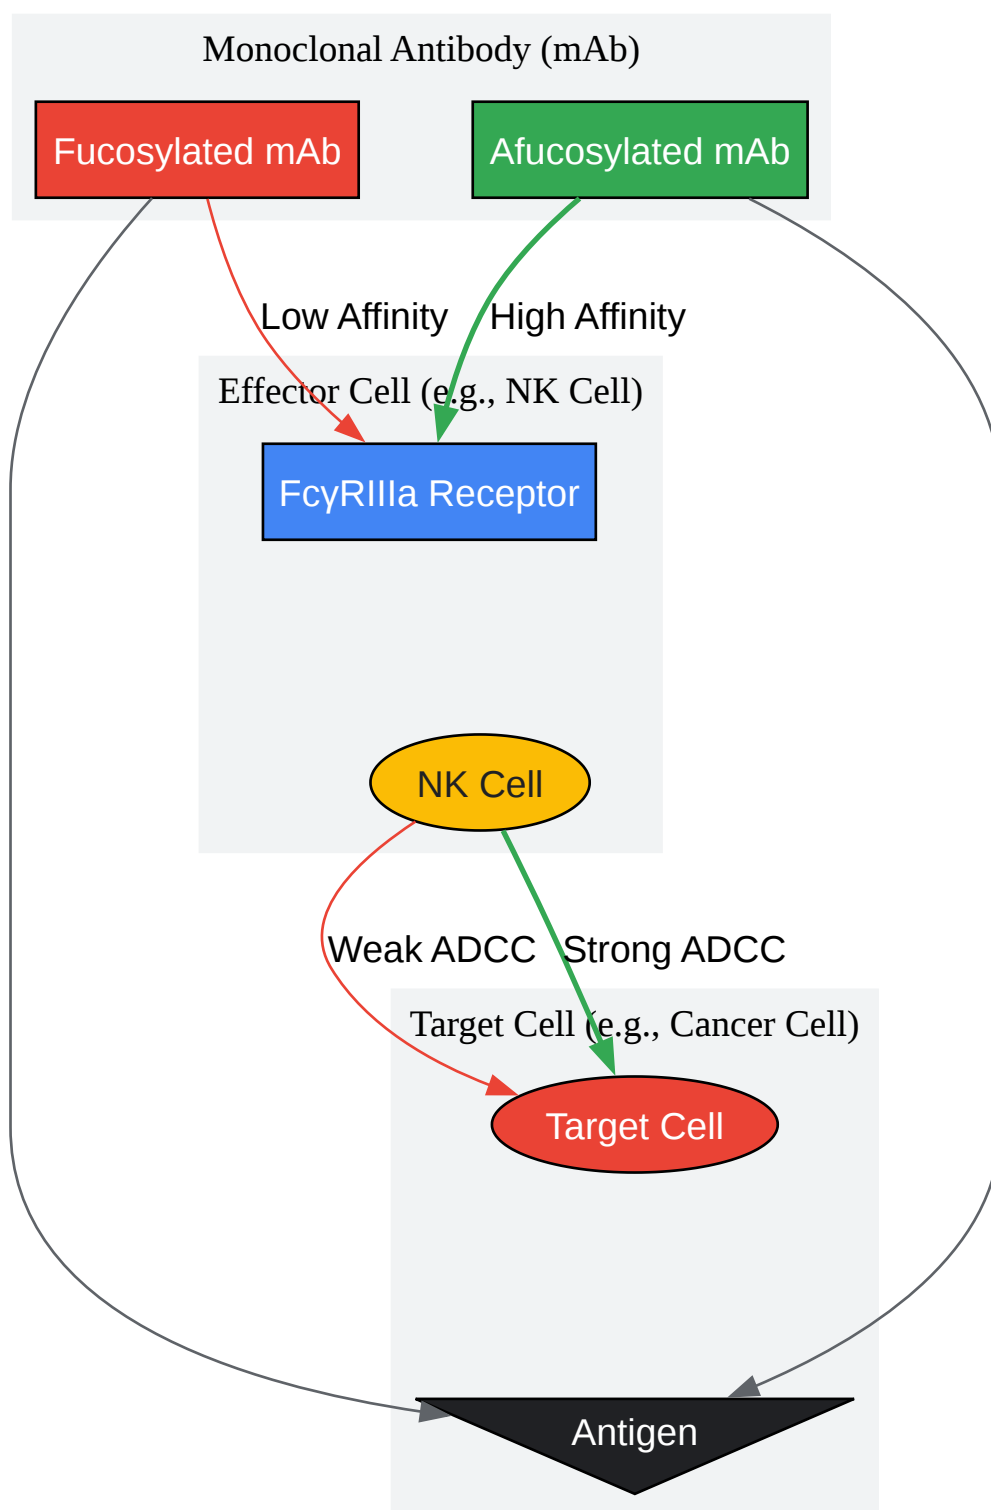 Monoclonal Antibody (mAb)
Fucosylated mAb
Afucosylated mAb
Low Affinity
High Affinity
Effector Cell (e.g., NK Cell)
FcγRIIIa Receptor
NK Cell
Weak ADCC
Strong ADCC
Target Cell (e.g., Cancer Cell)
Target Cell
Antigen